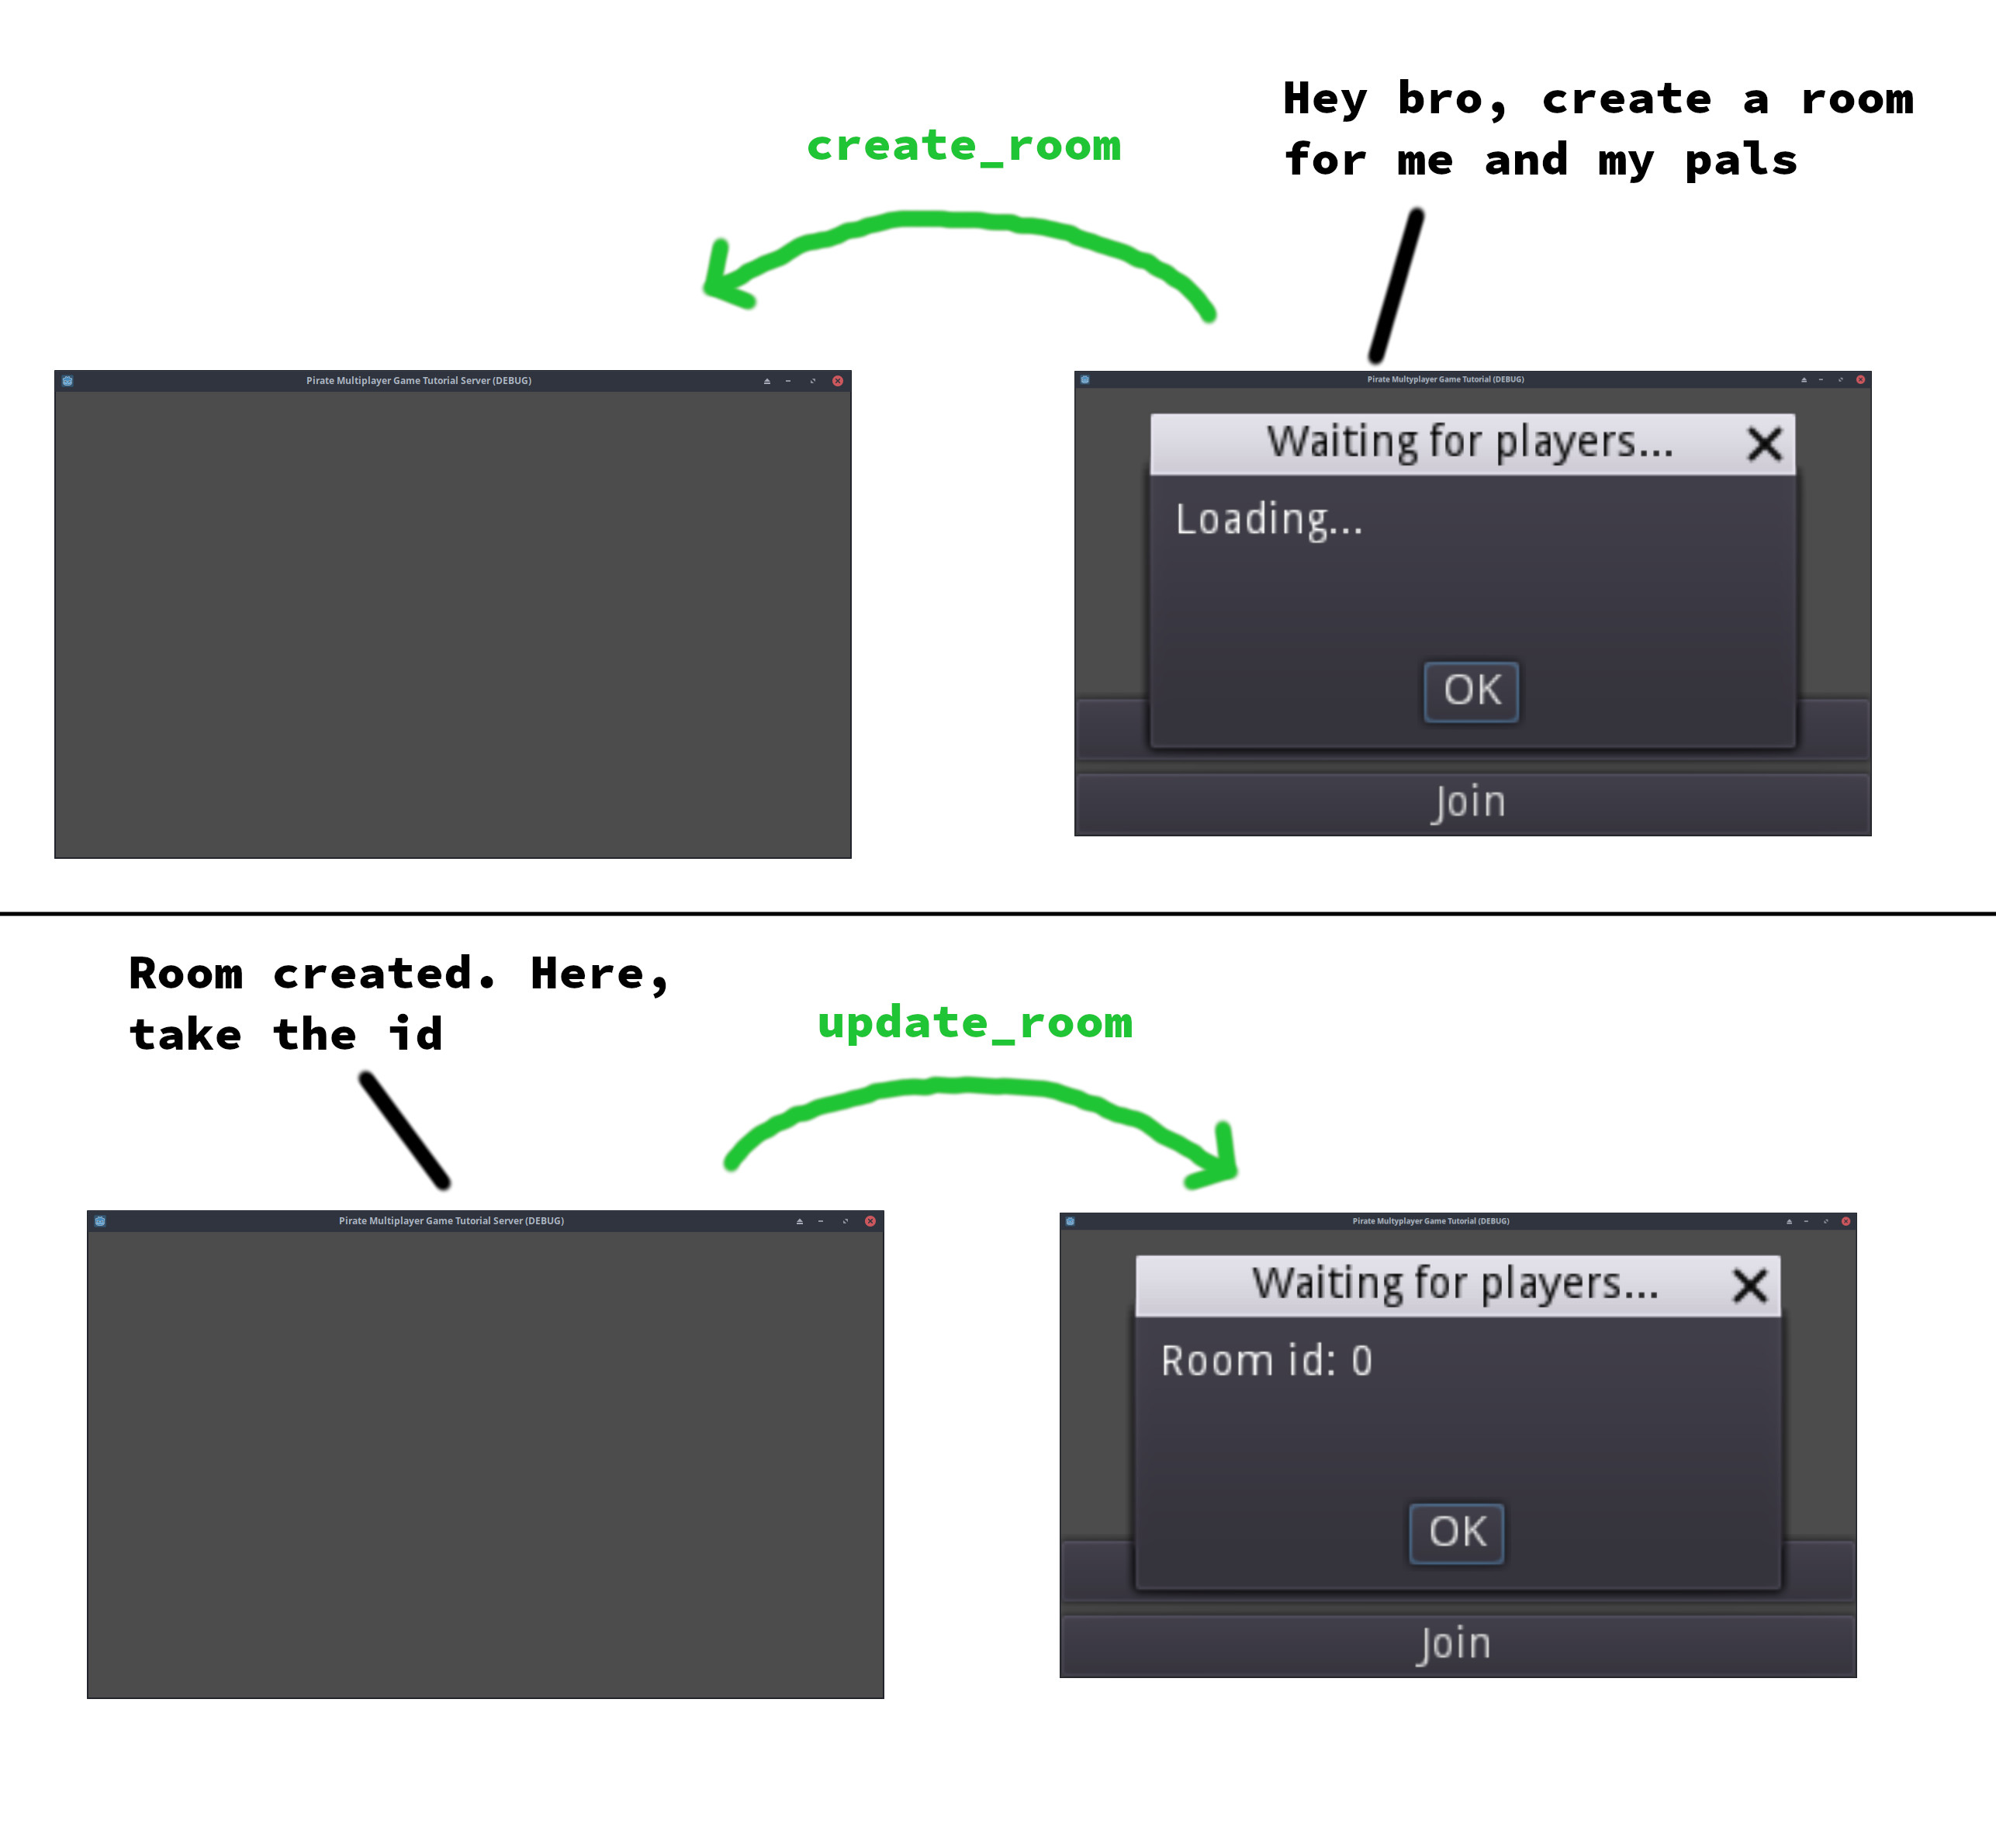 Hey bro, create a room
for me and my pals
create_room
Pirate Multiplayer Game Tutorial Server (DEBUG)
Pirate Multyplayer Game Tutorial (DEBUG)
Waiting for players...
Loading...
OK
Join
Room created. Here,
take the id
update_room
Pirate Multiplayer Game Tutorial Server (DEBUG)
Pirate Multyplayer Game Tutorial (DEBUG)
Waiting for players...
Room id: 0
OK
Join